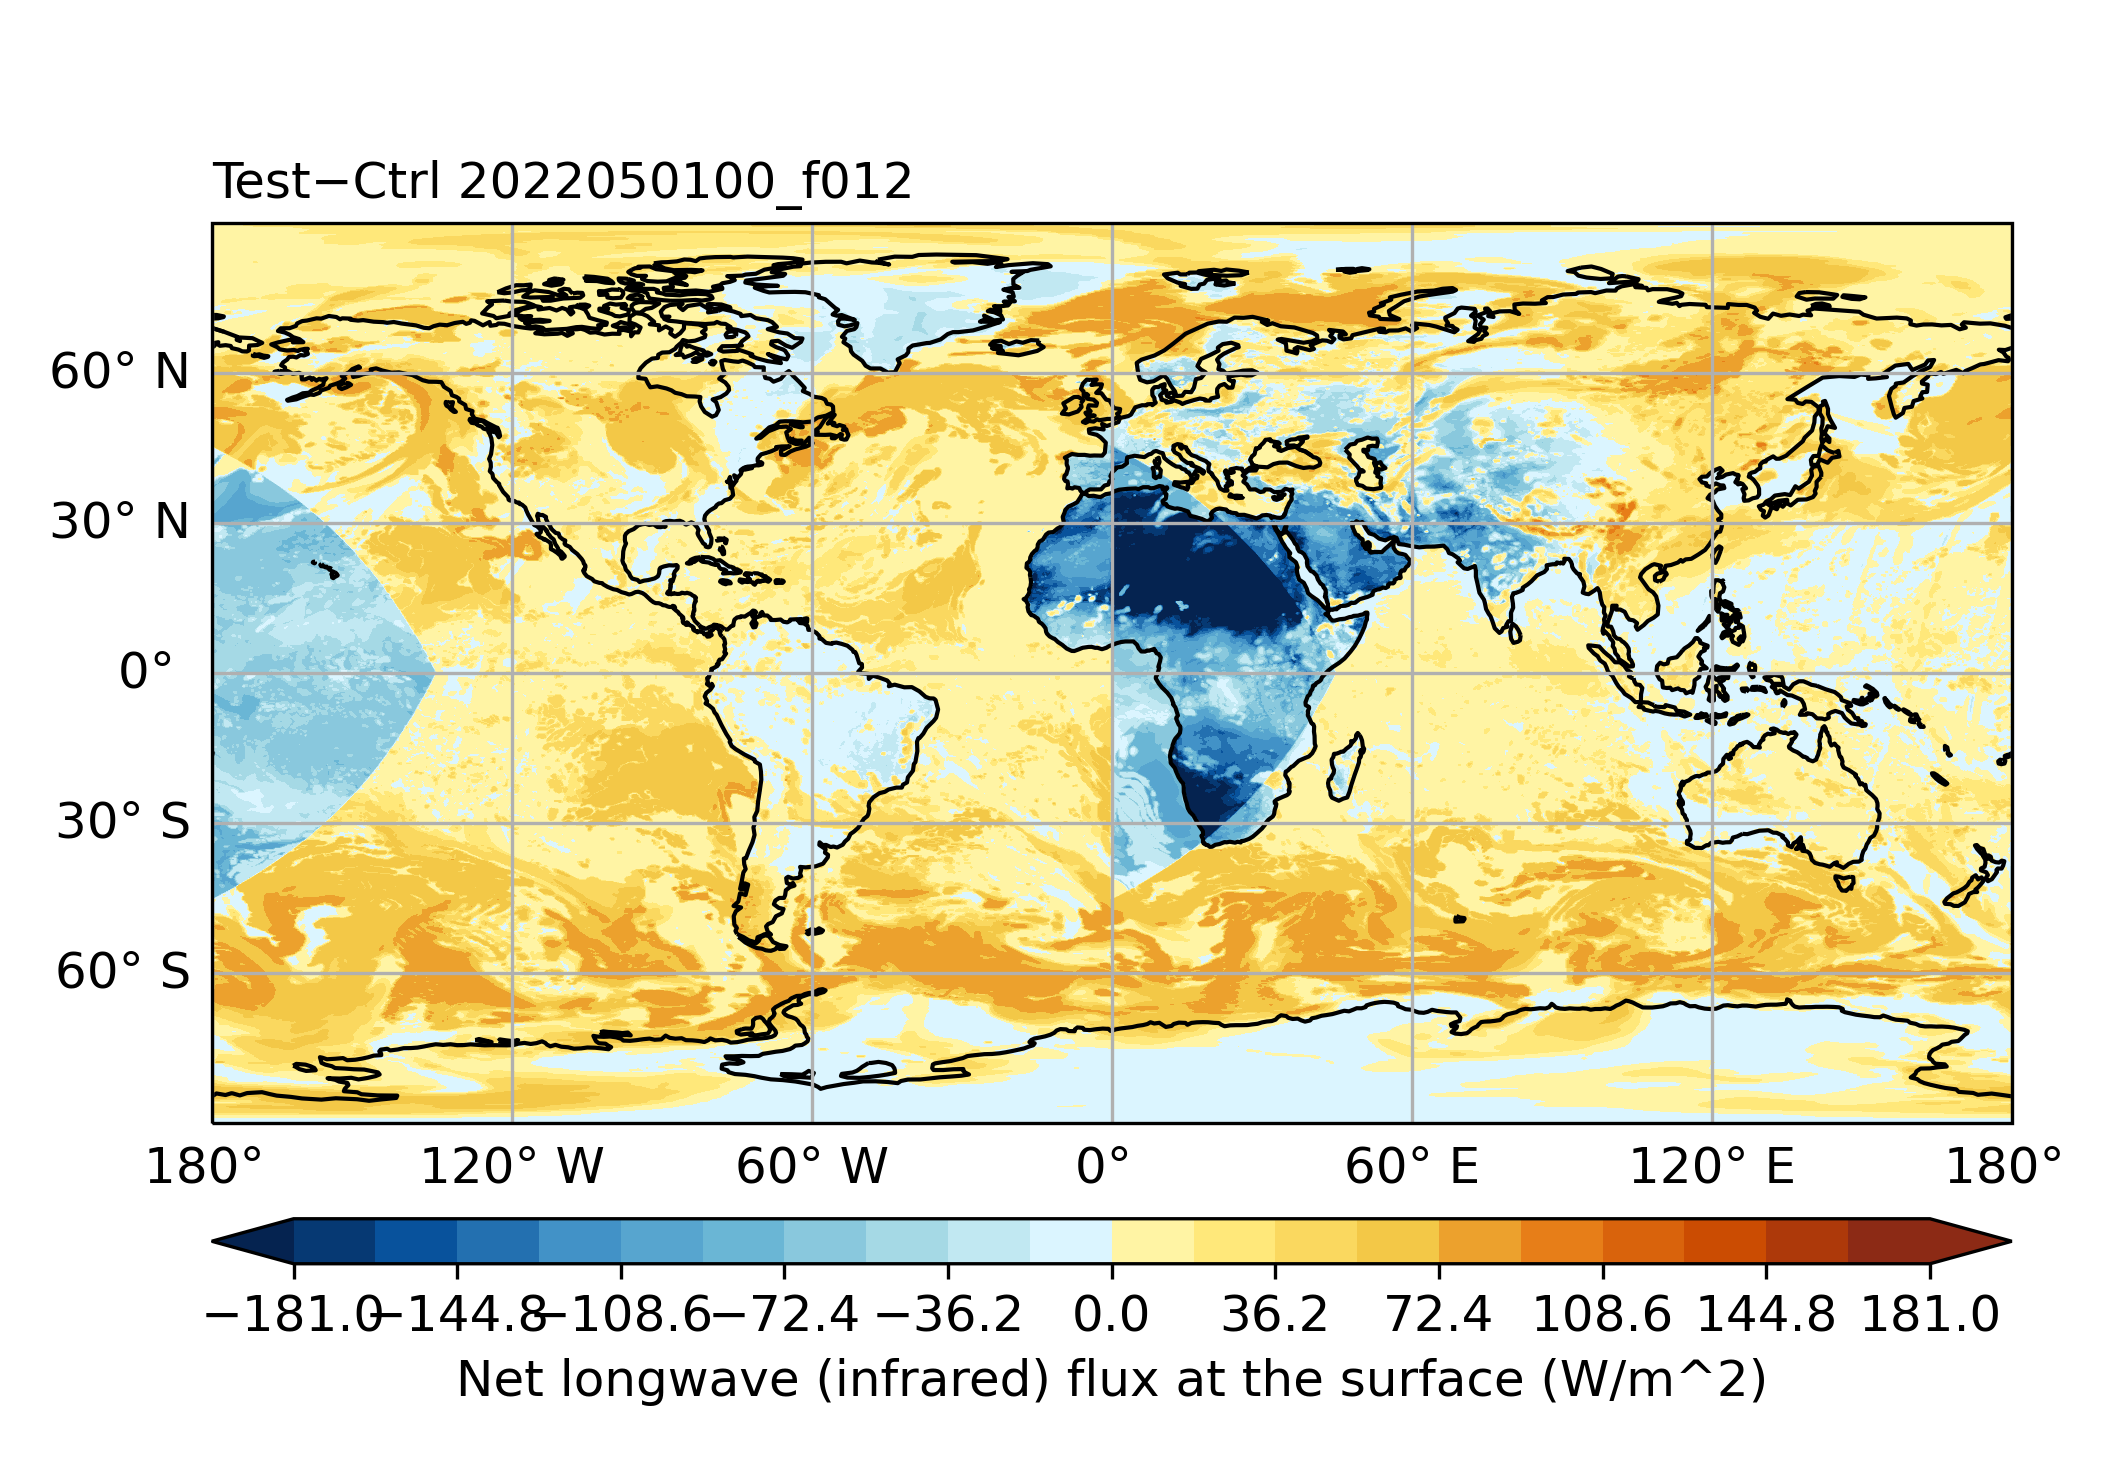 Test−Ctrl 2022050100_f012
60° N
30° N
0°
30° S
60° S
180° 120° W 60° W 0° 60° E 120° E 180°
−181.0 −144.8 −108.6 −72.4 −36.2 0.0 36.2 72.4 108.6 144.8 181.0
Net longwave (infrared) flux at the surface (W/m^2)